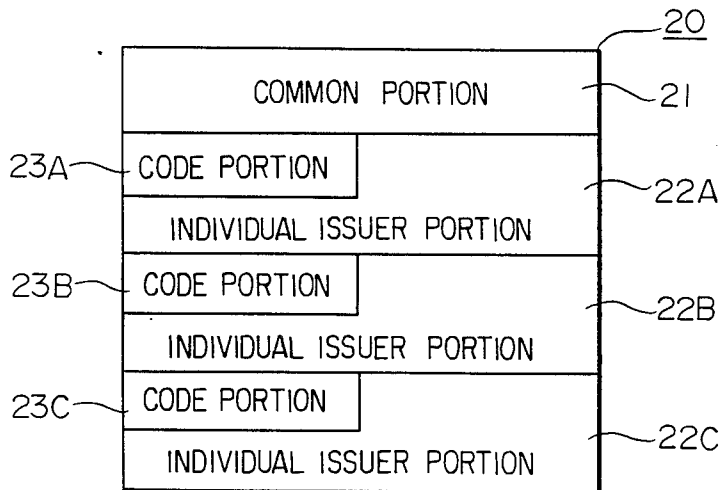 20
COMMON PORTION 21
23A CODE PORTION
22A
INDIVIDUAL ISSUER PORTION
23B CODE PORTION
22B
INDIVIDUAL ISSUER PORTION
23C CODE PORTION
22C
INDIVIDUAL ISSUER PORTION